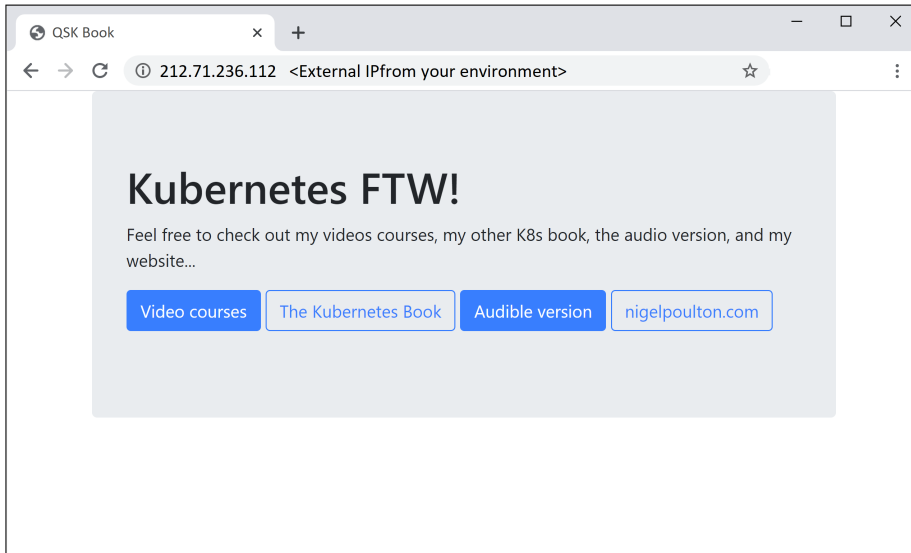 QSK Book
212.71.236.112 <External IPfrom your environment>
Kubernetes FTW!
Feel free to check out my videos courses, my other K8s book, the audio version, and my
website...
Video courses The Kubernetes Book Audible version nigelpoulton.com